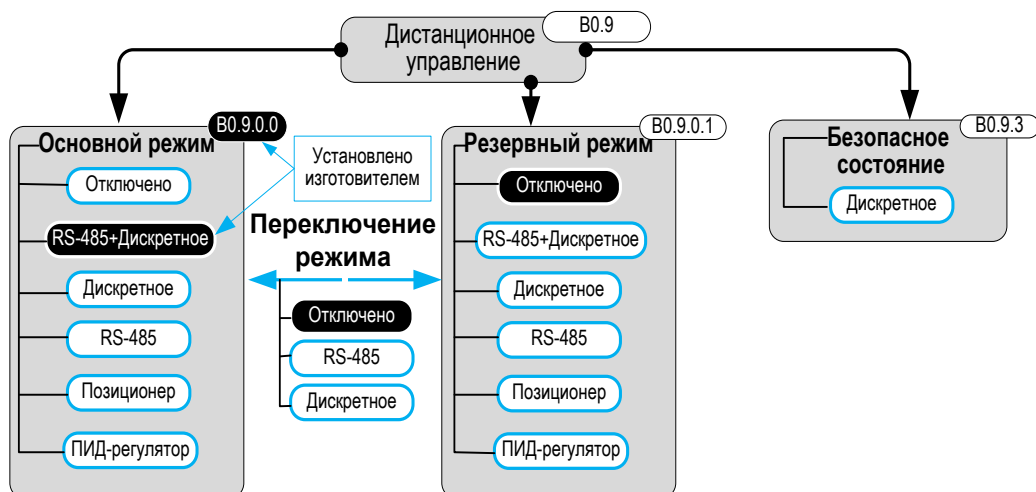 Дистанционное
управление
B0.9
B0.9.0.0
Основной режим
Отключено
RS-485+Дискретное
Дискретное
RS-485
Позиционер
ПИД-регулятор
Установлено
изготовителем
Переключение
режима
Отключено
RS-485
Дискретное
B0.9.0.1
Резервный режим
Отключено
RS-485+Дискретное
Дискретное
RS-485
Позиционер
ПИД-регулятор
B0.9.3
Безопасное
состояние
Дискретное